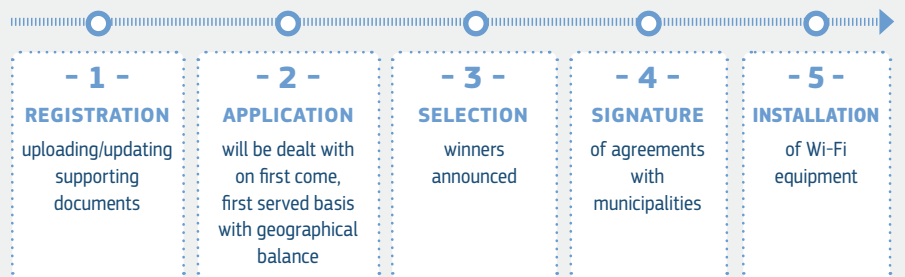 - 1 -
REGISTRATION
uploading/updating
supporting
documents
- 2 -
APPLICATION
will be dealt with
on first come,
first served basis
with geographical
balance
- 3 -
SELECTION
winners
announced
- 4 -
SIGNATURE
of agreements
with
municipalities
- 5 -
INSTALLATION
of Wi-Fi
equipment